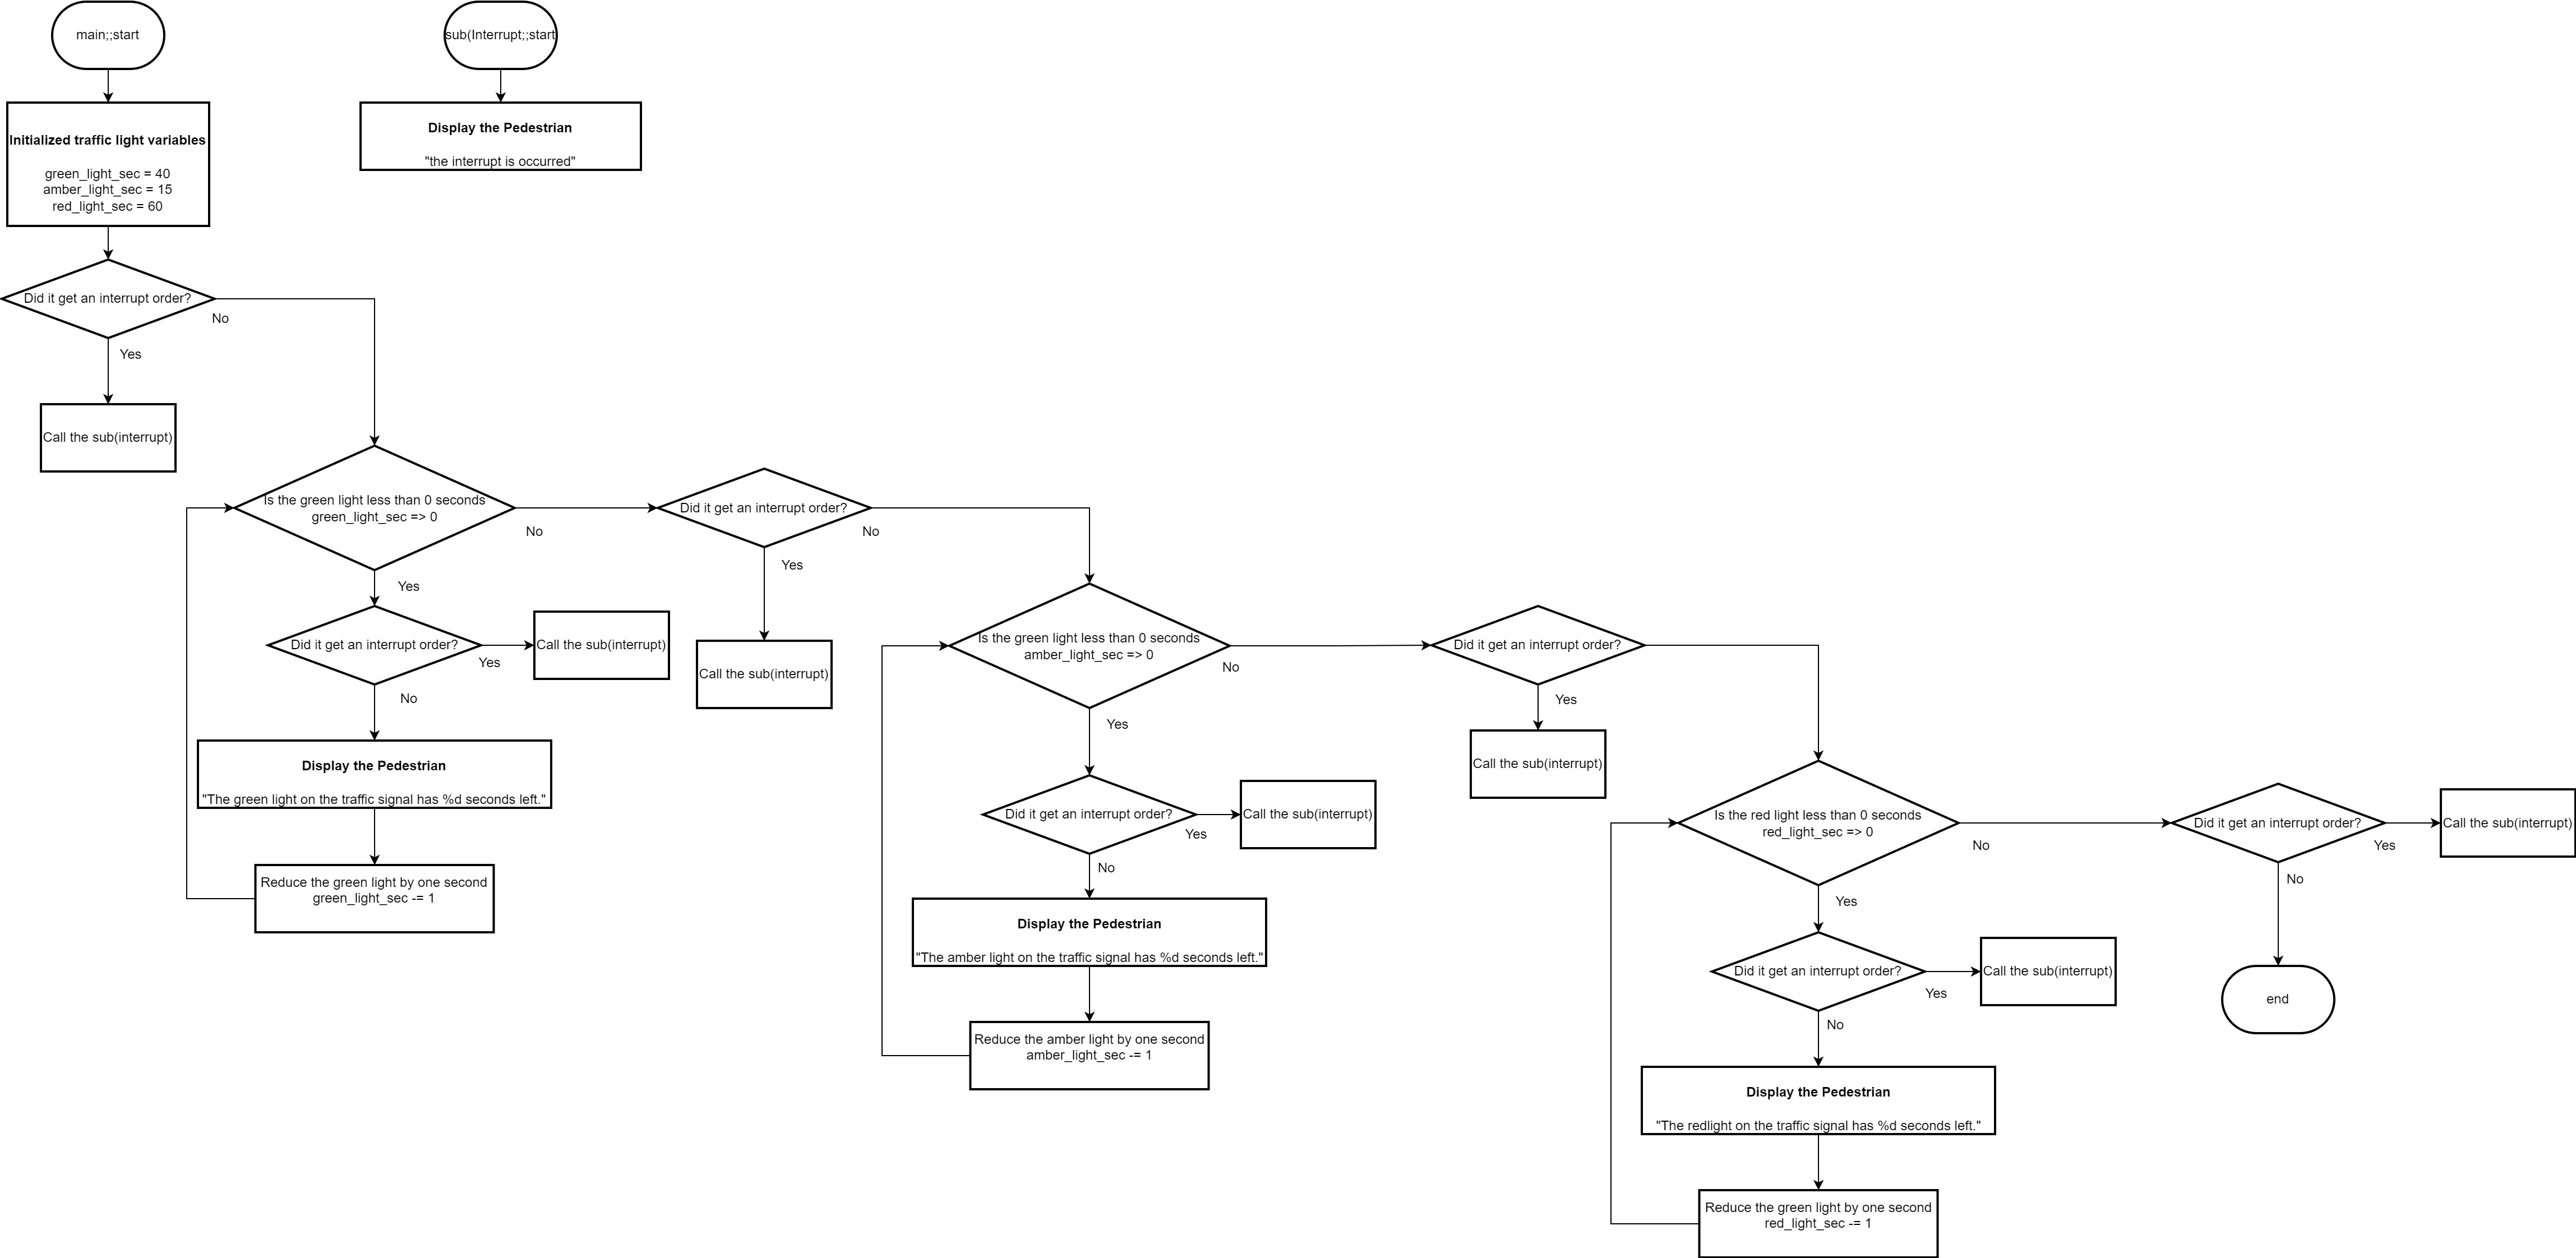 main;;start
sub(Interrupt;;start
Initialized traffic light variables
green_light_sec = 40
amber_light_sec = 15
red_light_sec = 60
Display the Pedestrian
"the interrupt is occurred"
Did it get an interrupt order?
No
Yes
Call the sub(interrupt)
Is the green light less than 0 seconds
green_light_sec => 0
No
Yes
Did it get an interrupt order?
Yes
No
Call the sub(interrupt)
Display the Pedestrian
"The green light on the traffic signal has %d seconds left."
Reduce the green light by one second
green_light_sec -= 1
Did it get an interrupt order?
No
Yes
Call the sub(interrupt)
Is the green light less than 0 seconds
amber_light_sec => 0
No
Yes
Did it get an interrupt order?
Yes
No
Call the sub(interrupt)
Display the Pedestrian
"The amber light on the traffic signal has %d seconds left."
Reduce the amber light by one second
amber_light_sec -= 1
Did it get an interrupt order?
Yes
Call the sub(interrupt)
Is the red light less than 0 seconds
red_light_sec => 0
No
Yes
Did it get an interrupt order?
Yes
No
Call the sub(interrupt)
Display the Pedestrian
"The redlight on the traffic signal has %d seconds left."
Reduce the green light by one second
red_light_sec -= 1
Did it get an interrupt order?
Yes
No
Call the sub(interrupt)
end